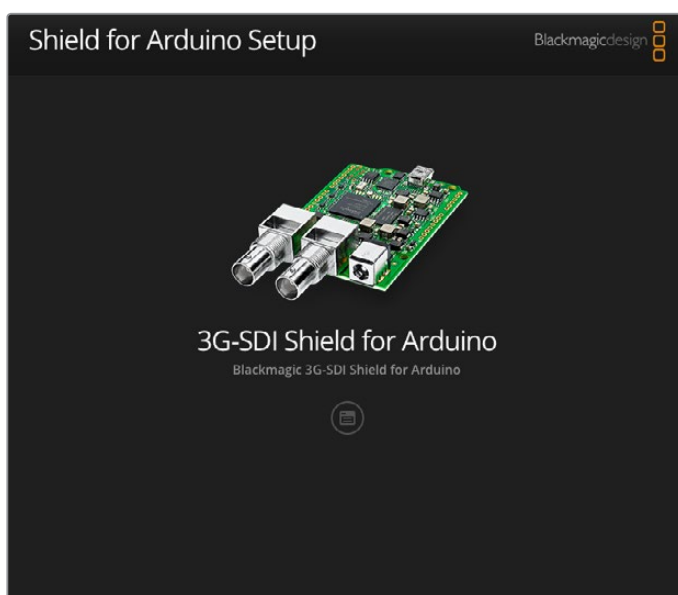 Shield for Arduino Setup
Blackmagicdesign
3G-SDI Shield for Arduino
Blackmagic 3G-SDI Shield for Arduino